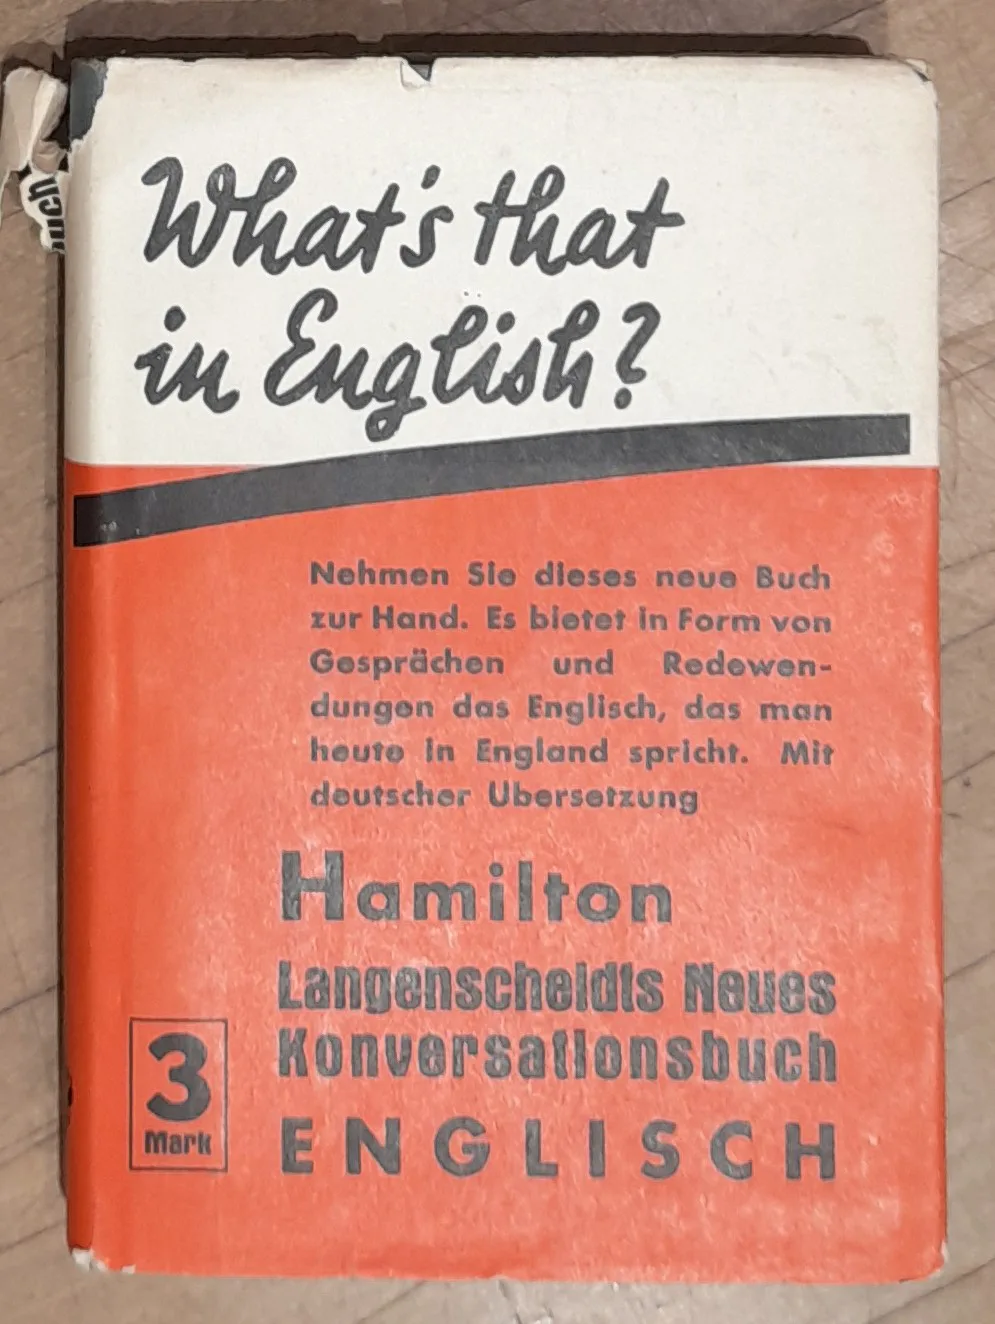 What's that
in English?
Nehmen Sie dieses neue Buch
zur Hand. Es bietet in Form von
Gesprächen und Redewen-
dungen das Englisch, das man
heute in England spricht. Mit
deutscher Übersetzung
Hamilton
Langenscheidts Neues
Konversationsbuch
ENGLISCH
3
Mark
uch